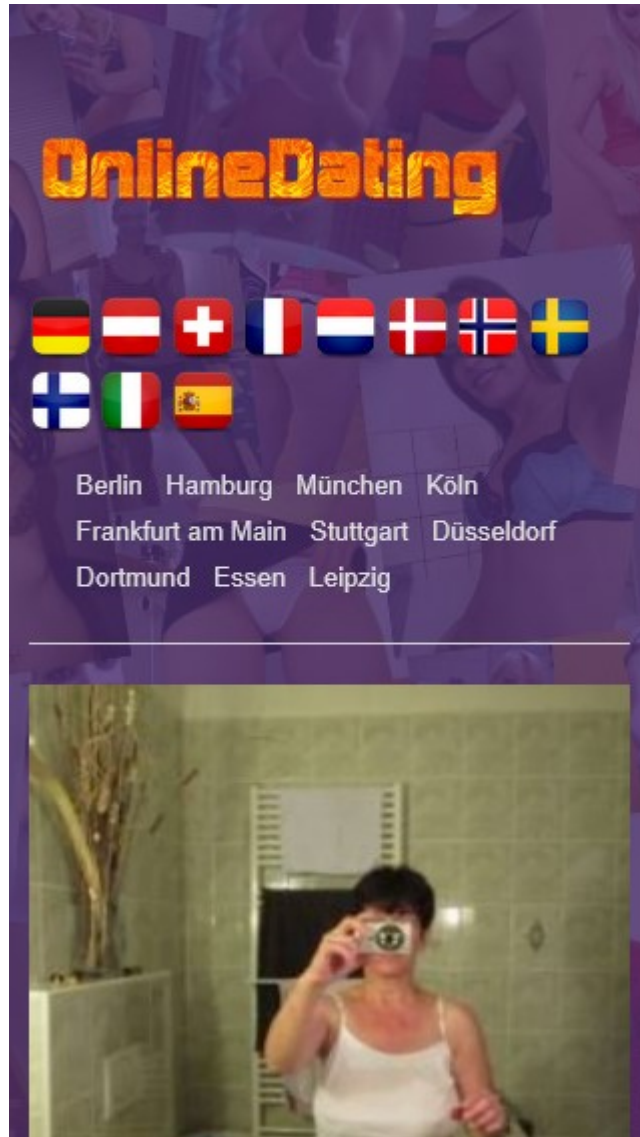 OnlineDating
Berlin Hamburg München Köln
Frankfurt am Main Stuttgart Düsseldorf
Dortmund Essen Leipzig